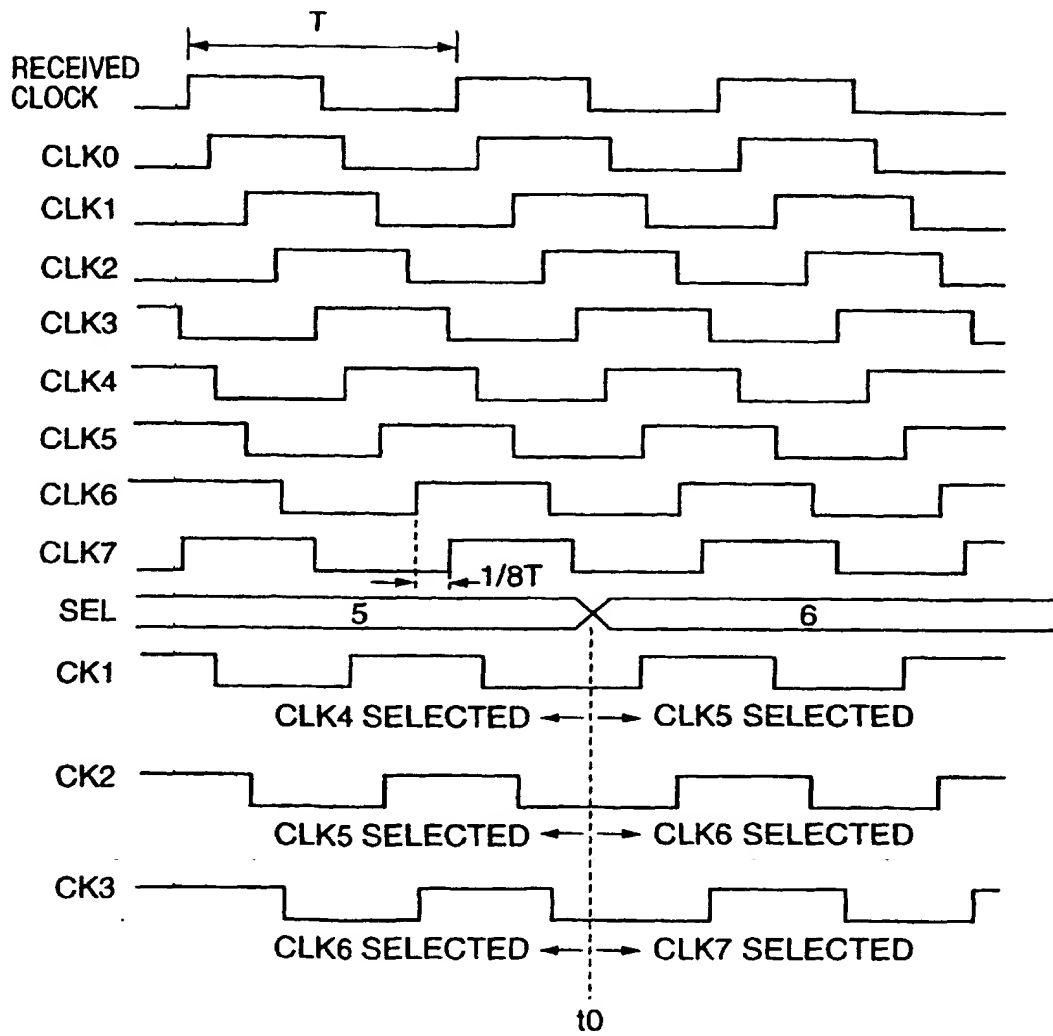 T
RECEIVED
CLOCK
CLK0
CLK1
CLK2
CLK3
CLK4
CLK5
CLK6
CLK7
1/8T
SEL
5
6
CK1
CLK4 SELECTED
CLK5 SELECTED
CK2
CLK5 SELECTED
CLK6 SELECTED
CK3
CLK6 SELECTED
CLK7 SELECTED
t0